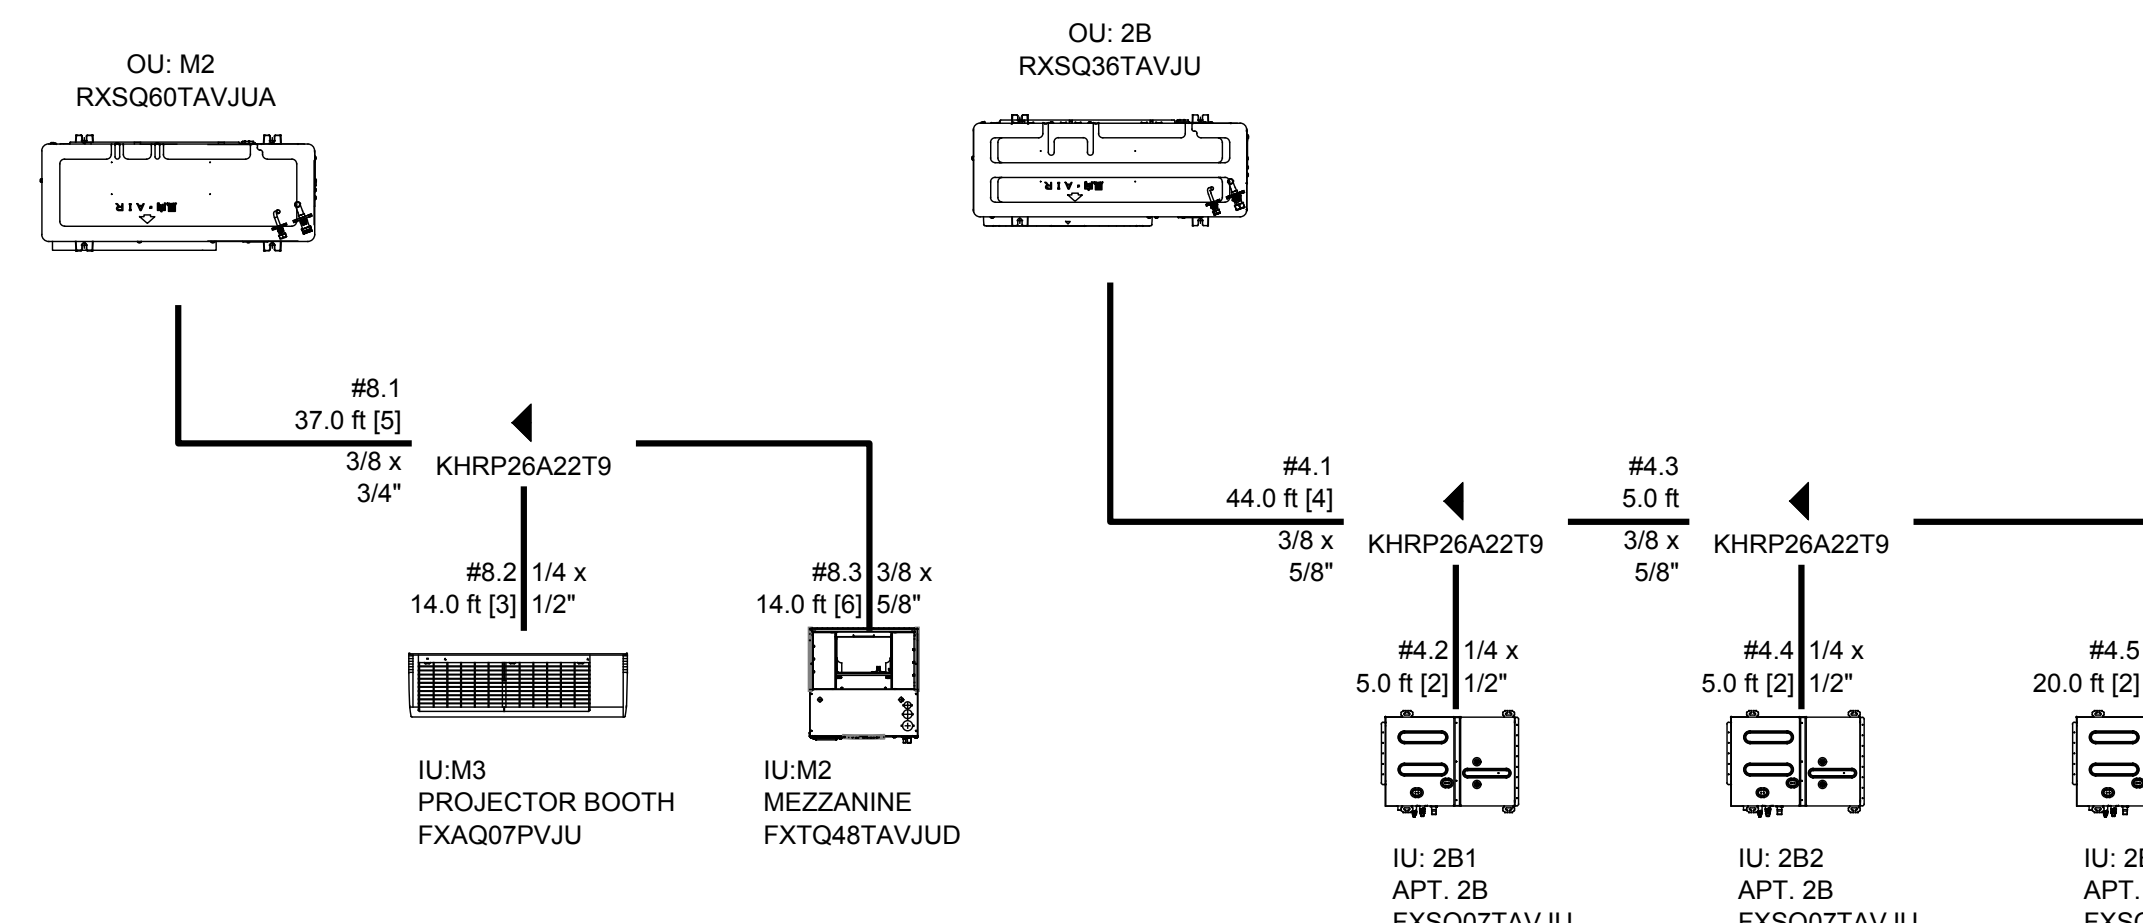 OU: M2
RXSQ60TAVJUA
OU: 2B
RXSQ36TAVJU
#8.1
37.0 ft [5]
3/8 x
3/4"
KHRP26A22T9
#8.2 1/4 x
14.0 ft [3] 1/2"
#8.3 3/8 x
14.0 ft [6] 5/8"
IU:M3
PROJECTOR BOOTH
FXAQ07PVJU
IU:M2
MEZZANINE
FXTQ48TAVJUD
#4.1
44.0 ft [4]
3/8 x
5/8"
KHRP26A22T9
#4.3
5.0 ft
3/8 x
5/8"
KHRP26A22T9
#4.2 1/4 x
5.0 ft [2] 1/2"
#4.4 1/4 x
5.0 ft [2] 1/2"
#4.5
20.0 ft [2]
IU: 2B1
APT. 2B
FXSQ07TAVJU
IU: 2B2
APT. 2B
FXSQ07TAVJU
IU:
APT.